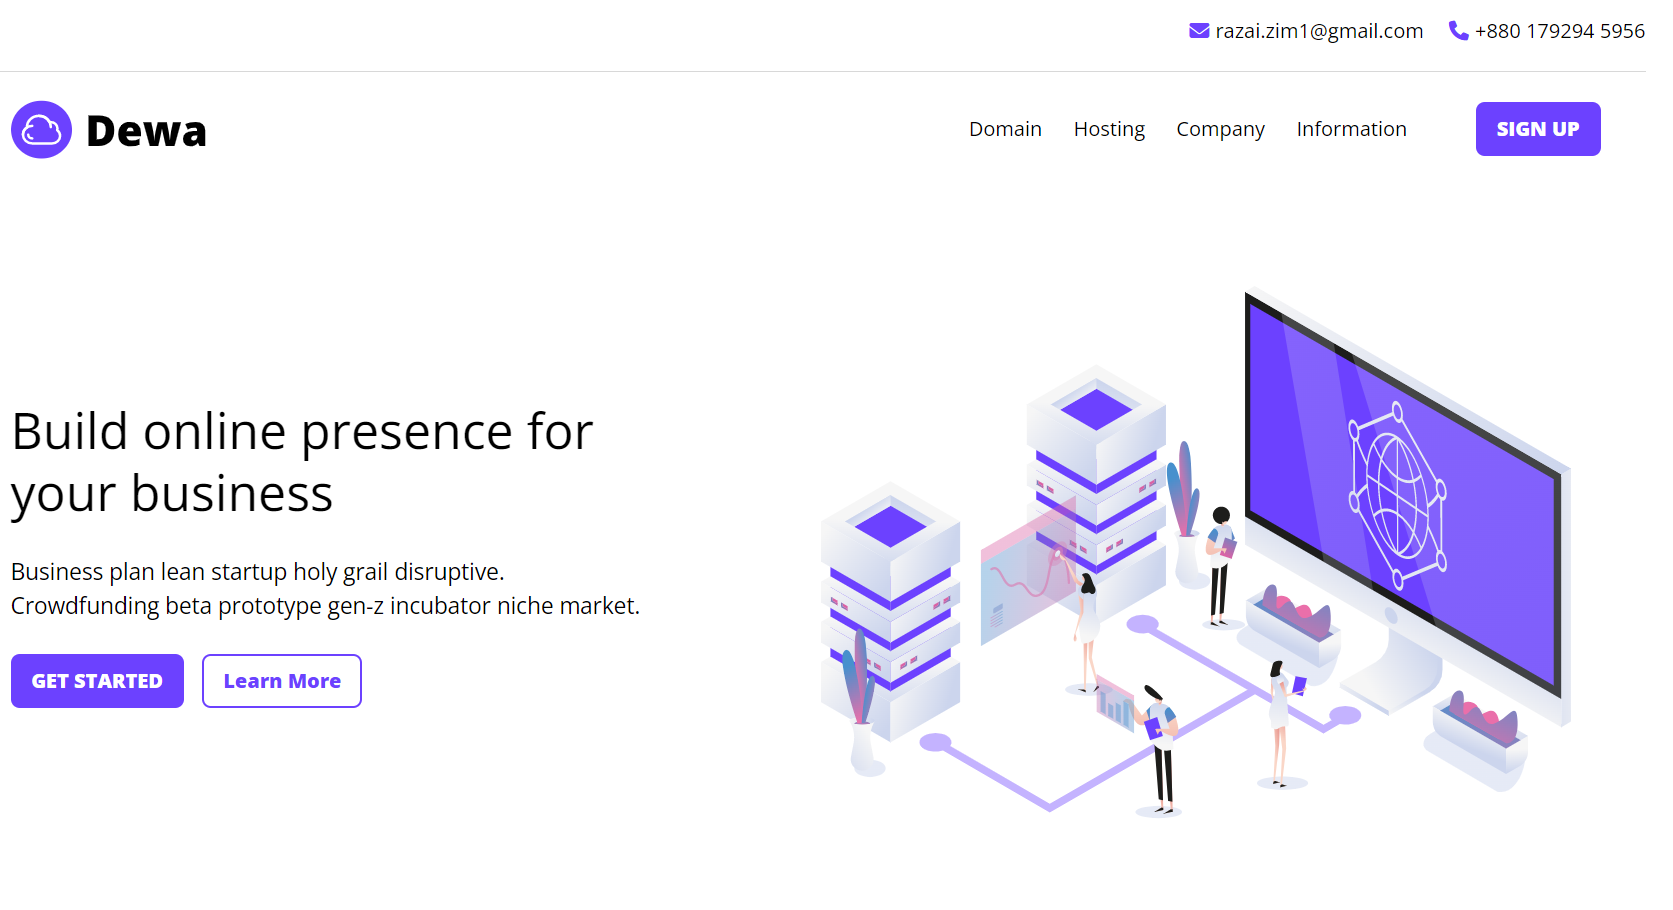 razai.zim1@gmail.com +880 179294 5956
Dewa
Domain Hosting Company Information SIGN UP
Build online presence for
your business
Business plan lean startup holy grail disruptive.
Crowdfunding beta prototype gen-z incubator niche market.
GET STARTED Learn More